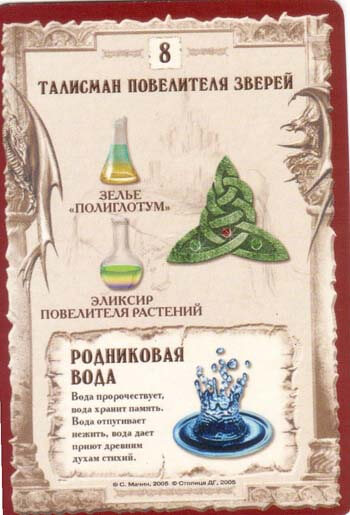 8
ТАЛИСМАН ПОВЕЛИТЕЛЯ ЗВЕРЕЙ
ЗЕЛЬЕ
«ПОЛИГЛОТУМ»
ЭЛИКСИР
ПОВЕЛИТЕЛЯ РАСТЕНИЙ
РОДНИКОВАЯ
ВОДА
Вода пророчествует,
вода хранит память.
Вода отпугивает
нежить, вода дает
приют древним
духам стихий.
© С. Мачин, 2005 © Столица ДГ, 2005